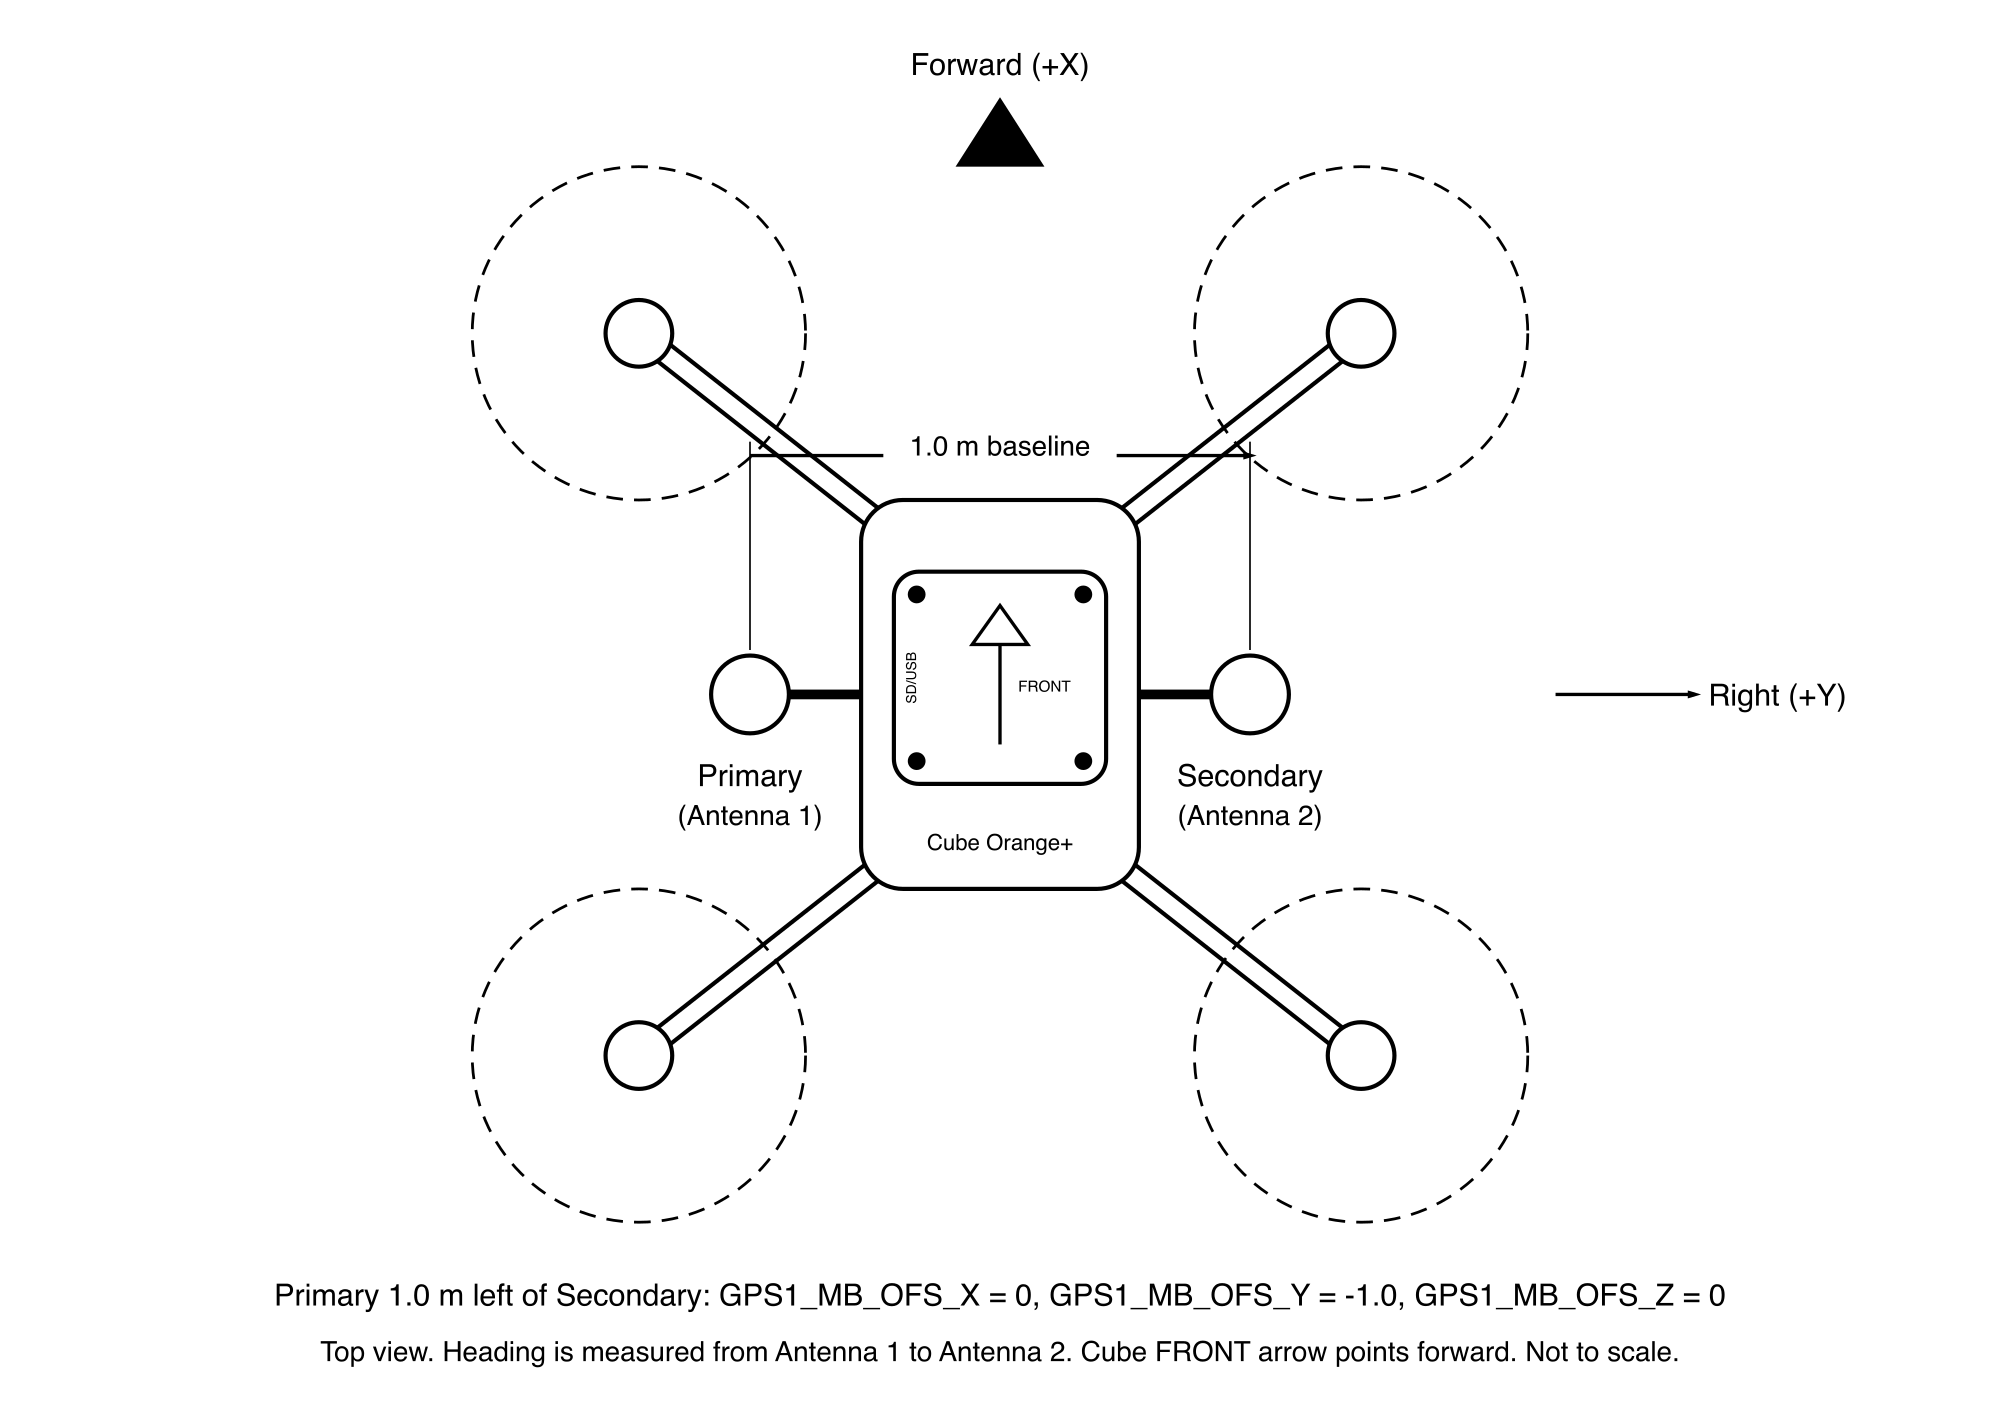 Forward (+X)
1.0 m baseline
SD/USB
FRONT
Right (+Y)
Primary
(Antenna 1)
Secondary
(Antenna 2)
Cube Orange+
Primary 1.0 m left of Secondary: GPS1_MB_OFS_X = 0, GPS1_MB_OFS_Y = -1.0, GPS1_MB_OFS_Z = 0
Top view. Heading is measured from Antenna 1 to Antenna 2. Cube FRONT arrow points forward. Not to scale.